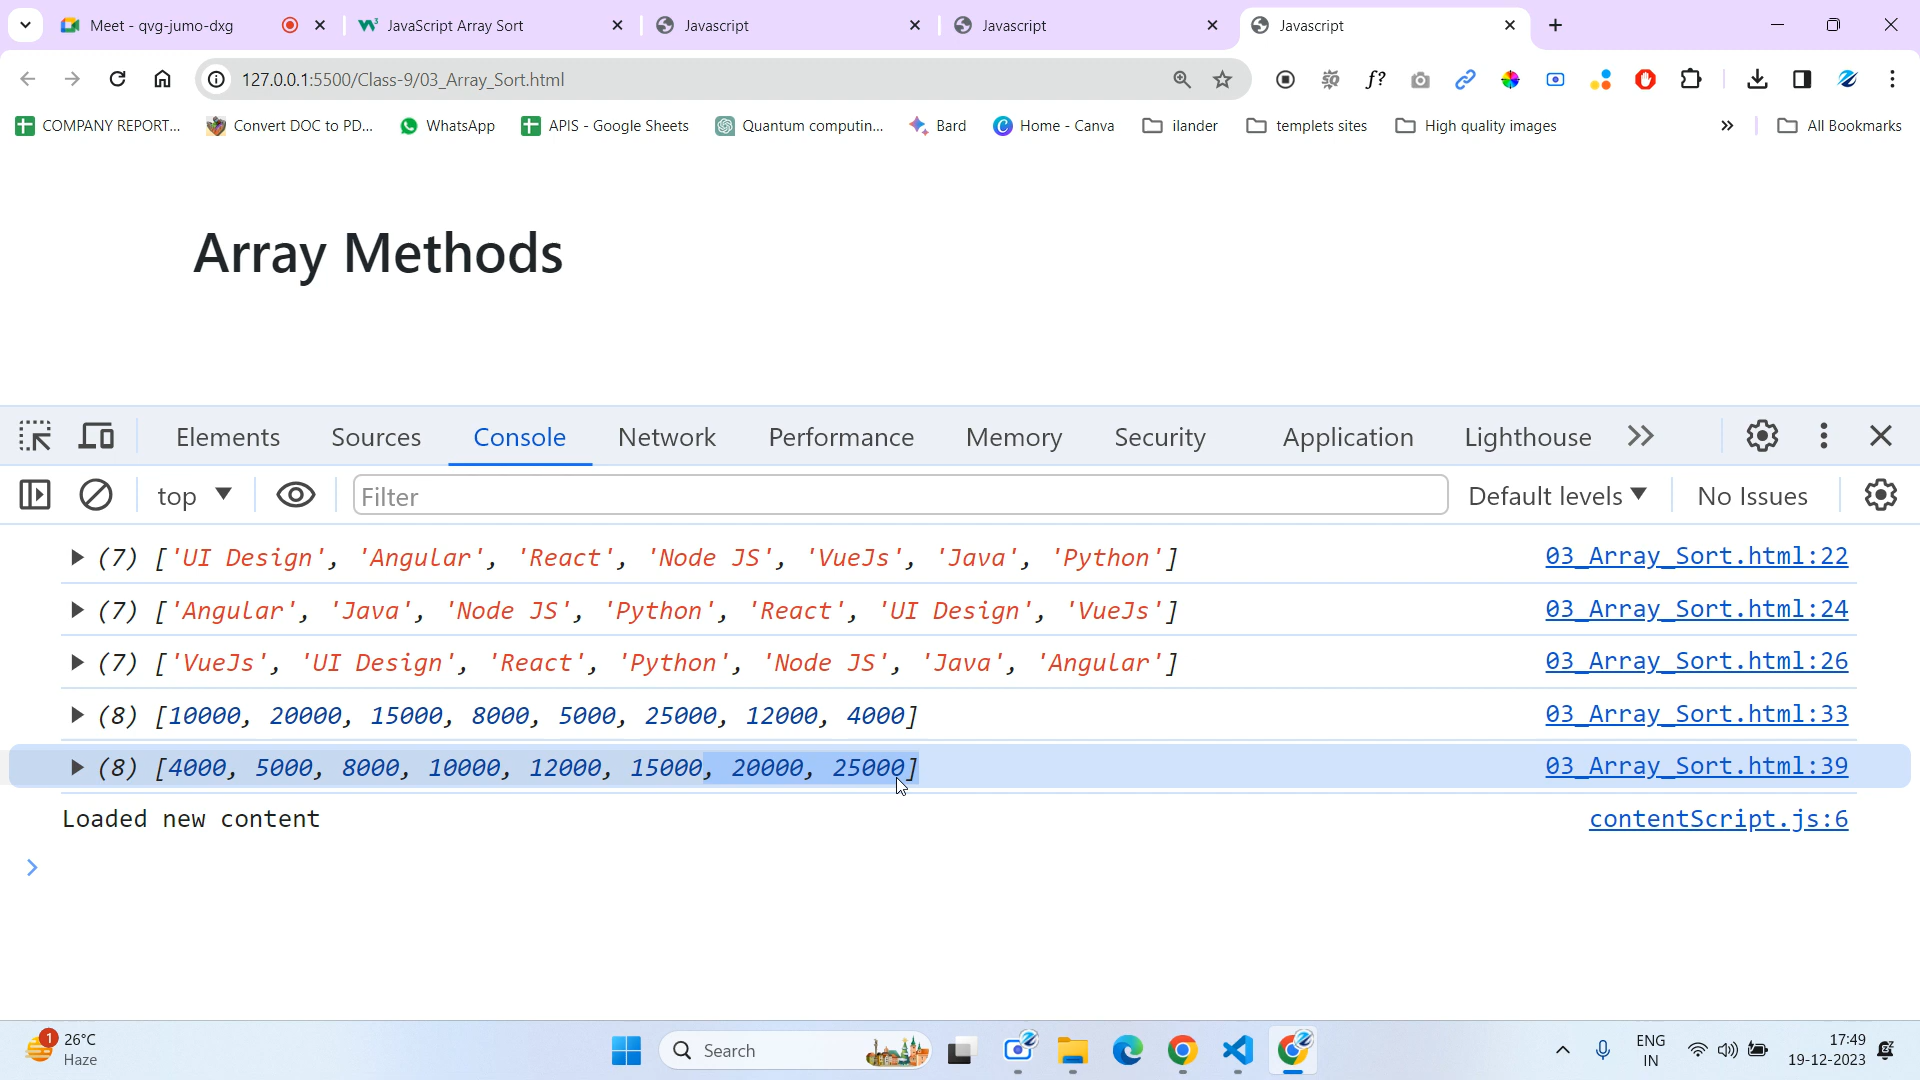 Meet - qvg-jumo-dxg
JavaScript Array Sort
Javascript
Javascript
Javascript
127.0.0.1:5500/Class-9/03_Array_Sort.html
f?
COMPANY REPORT...
Convert DOC to PD...
WhatsApp
APIS - Google Sheets
Quantum computin...
Bard
Home - Canva
ilander
templets sites
High quality images
All Bookmarks
Array Methods
Elements
Sources
Console
Network
Performance
Memory
Security
Application
Lighthouse
top
Filter
Default levels
No Issues
(7) ['UI Design', 'Angular', 'React', 'Node JS', 'VueJs', 'Java', 'Python'] 03_Array_Sort.html:22
(7) ['Angular', 'Java', 'Node JS', 'Python', 'React', 'UI Design', 'VueJs'] 03_Array_Sort.html:24
(7) ['VueJs', 'UI Design', 'React', 'Python', 'Node JS', 'Java', 'Angular'] 03_Array_Sort.html:26
(8) [10000, 20000, 15000, 8000, 5000, 25000, 12000, 4000] 03_Array_Sort.html:33
(8) [4000, 5000, 8000, 10000, 12000, 15000, 20000, 25000] 03_Array_Sort.html:39
Loaded new content contentScript.js:6
1
26°C
Haze
Search
ENG
IN
17:49
19-12-2023